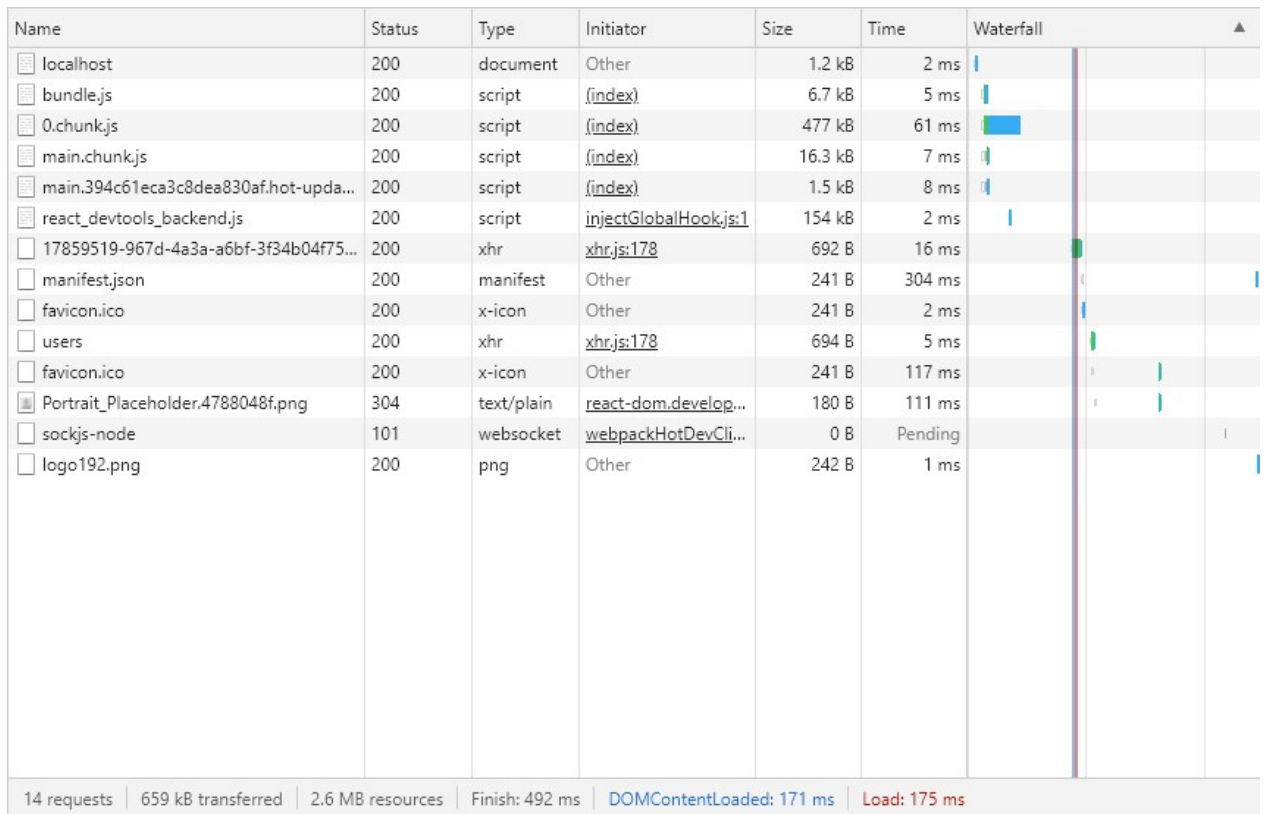 Name Status Type Initiator Size Time Waterfall ▲
localhost 200 document Other 1.2 kB 2 ms
bundle.js 200 script (index) 6.7 kB 5 ms
0.chunk.js 200 script (index) 477 kB 61 ms
main.chunk.js 200 script (index) 16.3 kB 7 ms
main.394c61eca3c8dea830af.hot-upda... 200 script (index) 1.5 kB 8 ms
react_devtools_backend.js 200 script injectGlobalHook.js:1 154 kB 2 ms
17859519-967d-4a3a-a6bf-3f34b04f75... 200 xhr xhr.js:178 692 B 16 ms
manifest.json 200 manifest Other 241 B 304 ms
favicon.ico 200 x-icon Other 241 B 2 ms
users 200 xhr xhr.js:178 694 B 5 ms
favicon.ico 200 x-icon Other 241 B 117 ms
Portrait_Placeholder.4788048f.png 304 text/plain react-dom.develop... 180 B 111 ms
sockjs-node 101 websocket webpackHotDevCli... 0 B Pending
logo192.png 200 png Other 242 B 1 ms
14 requests 659 kB transferred 2.6 MB resources Finish: 492 ms DOMContentLoaded: 171 ms Load: 175 ms